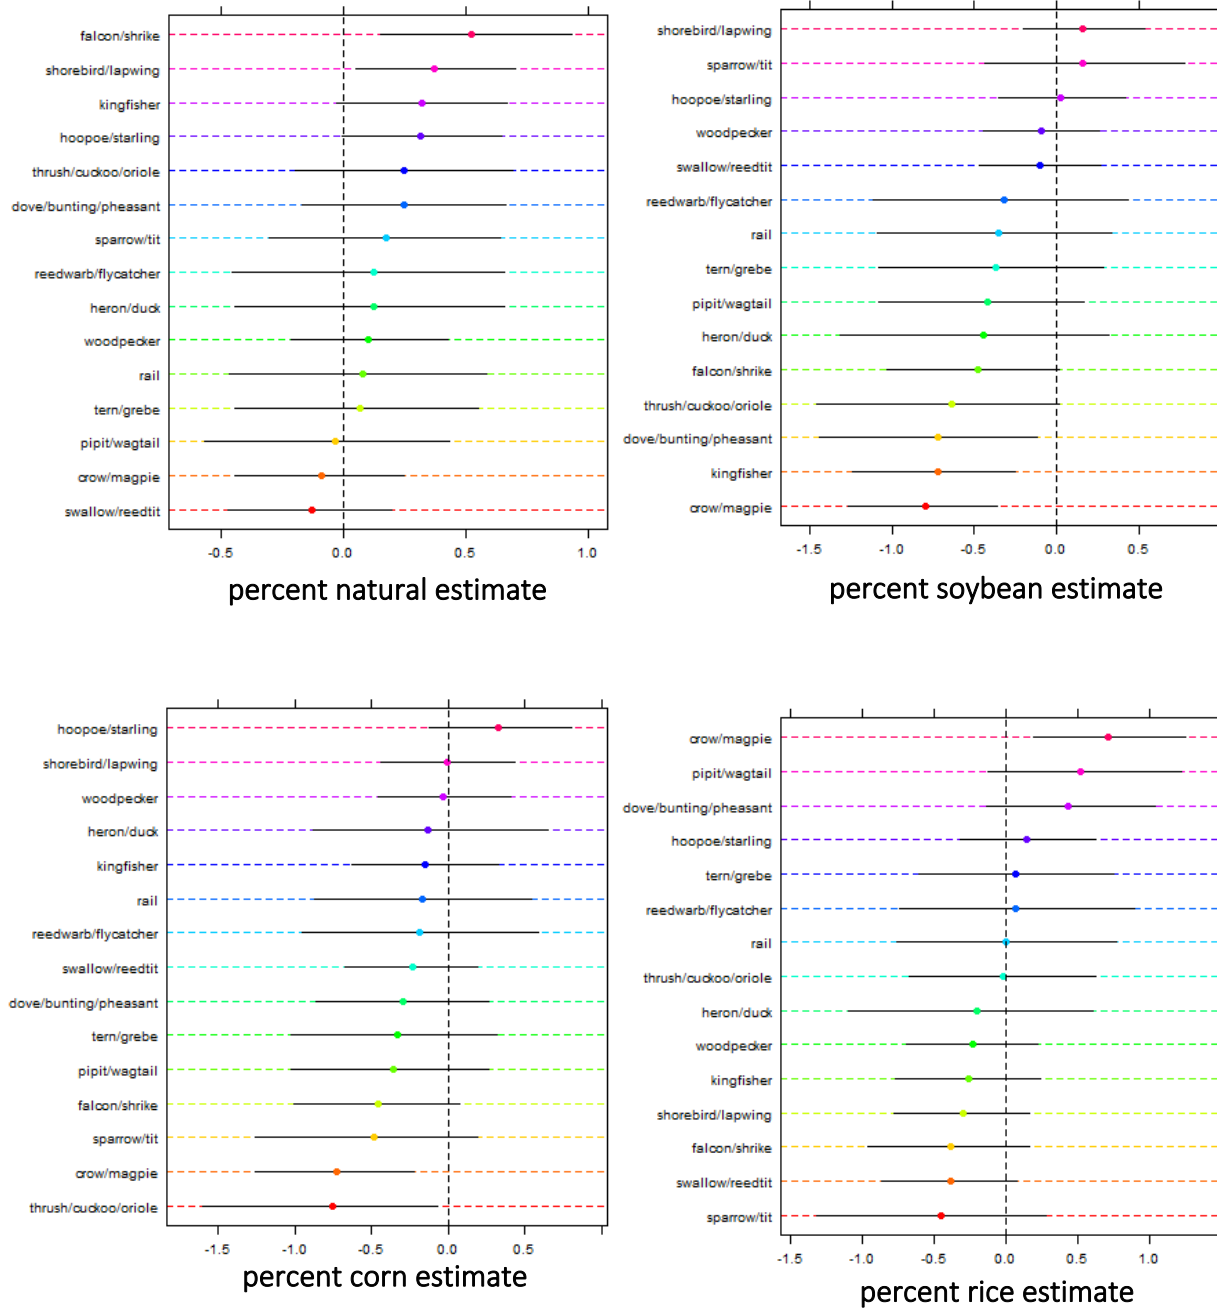 falcon/shrike
shorebird/lapwing
kingfisher
hoopoe/starling
thrush/cuckoo/oriole
dove/bunting/pheasant
sparrow/tit
reedwarb/flycatcher
heron/duck
woodpecker
rail
tern/grebe
pipit/wagtail
crow/magpie
swallow/reedtit
-0.5 0.0 0.5 1.0
percent natural estimate
shorebird/lapwing
sparrow/tit
hoopoe/starling
woodpecker
swallow/reedtit
reedwarb/flycatcher
rail
tern/grebe
pipit/wagtail
heron/duck
falcon/shrike
thrush/cuckoo/oriole
dove/bunting/pheasant
kingfisher
crow/magpie
-1.5 -1.0 -0.5 0.0 0.5
percent soybean estimate
hoopoe/starling
shorebird/lapwing
woodpecker
heron/duck
kingfisher
rail
reedwarb/flycatcher
swallow/reedtit
dove/bunting/pheasant
tern/grebe
pipit/wagtail
falcon/shrike
sparrow/tit
crow/magpie
thrush/cuckoo/oriole
-1.5 -1.0 -0.5 0.0 0.5
percent corn estimate
crow/magpie
pipit/wagtail
dove/bunting/pheasant
hoopoe/starling
tern/grebe
reedwarb/flycatcher
rail
thrush/cuckoo/oriole
heron/duck
woodpecker
kingfisher
shorebird/lapwing
falcon/shrike
swallow/reedtit
sparrow/tit
-1.5 -1.0 -0.5 0.0 0.5 1.0
percent rice estimate